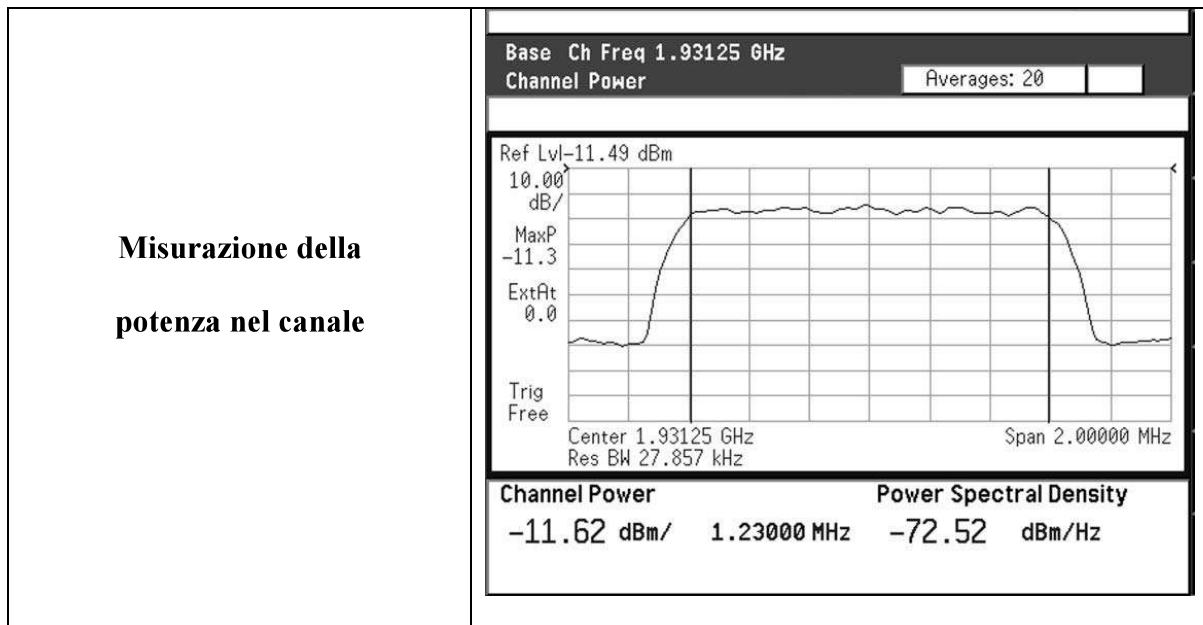 Misurazione della
potenza nel canale
Base Ch Freq 1.93125 GHz
Channel Power
Averages: 20
Ref Lvl-11.49 dBm
10.00
dB/
MaxP
-11.3
ExtAt
0.0
Trig
Free
Center 1.93125 GHz
Span 2.00000 MHz
Res BW 27.857 kHz
Channel Power
Power Spectral Density
-11.62 dBm/ 1.23000 MHz
-72.52 dBm/Hz